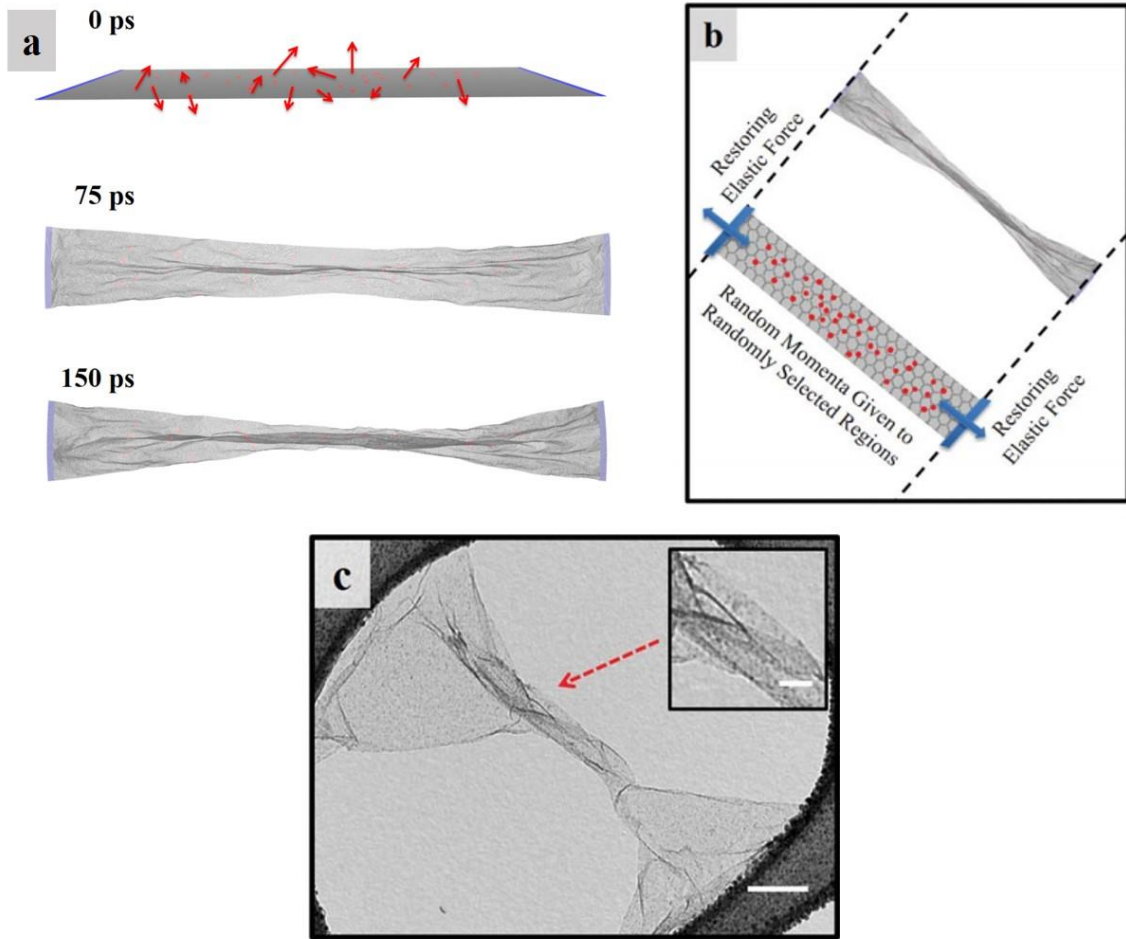 a
0 ps
75 ps
150 ps
b
Restoring
Elastic Force
Random Momenta Given to
Randomly Selected Regions
Restoring
Elastic Force
c